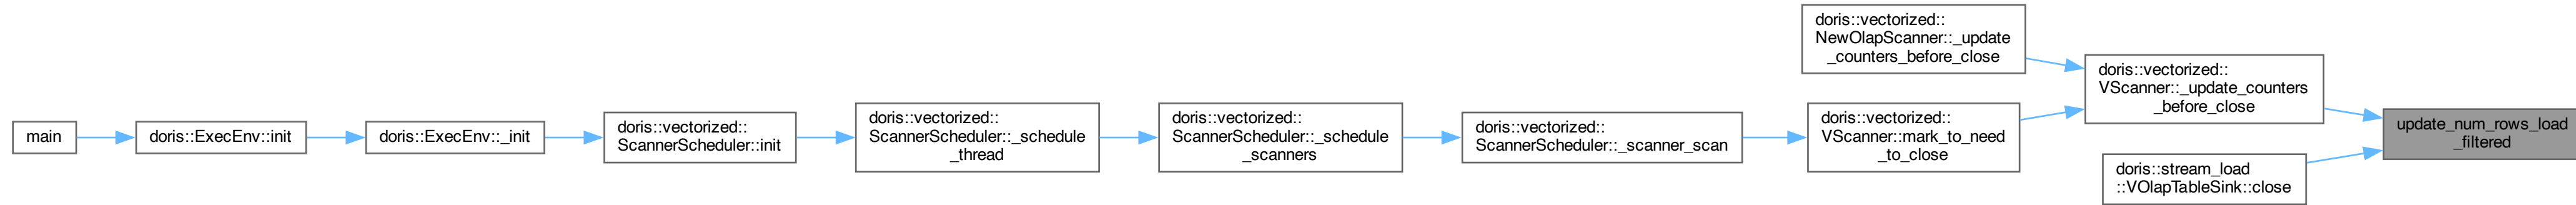 main
doris::ExecEnv::init
doris::ExecEnv::_init
doris::vectorized::
ScannerScheduler::init
doris::vectorized::
ScannerScheduler::_schedule
_thread
doris::vectorized::
ScannerScheduler::_schedule
_scanners
doris::vectorized::
ScannerScheduler::_scanner_scan
doris::vectorized::
NewOlapScanner::_update
_counters_before_close
doris::vectorized::
VScanner::mark_to_need
_to_close
doris::vectorized::
VScanner::_update_counters
_before_close
doris::stream_load
::VOlapTableSink::close
update_num_rows_load
_filtered